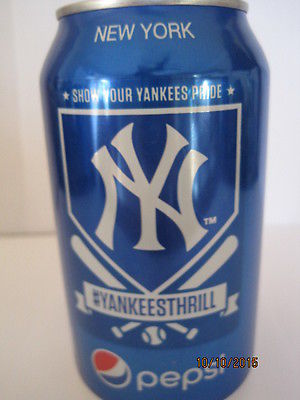 NEW YORK
★ SHOW YOUR YANKEES PRIDE ★
NY
TM
#YANKEESTHRILL
10/10/2015
pepsi